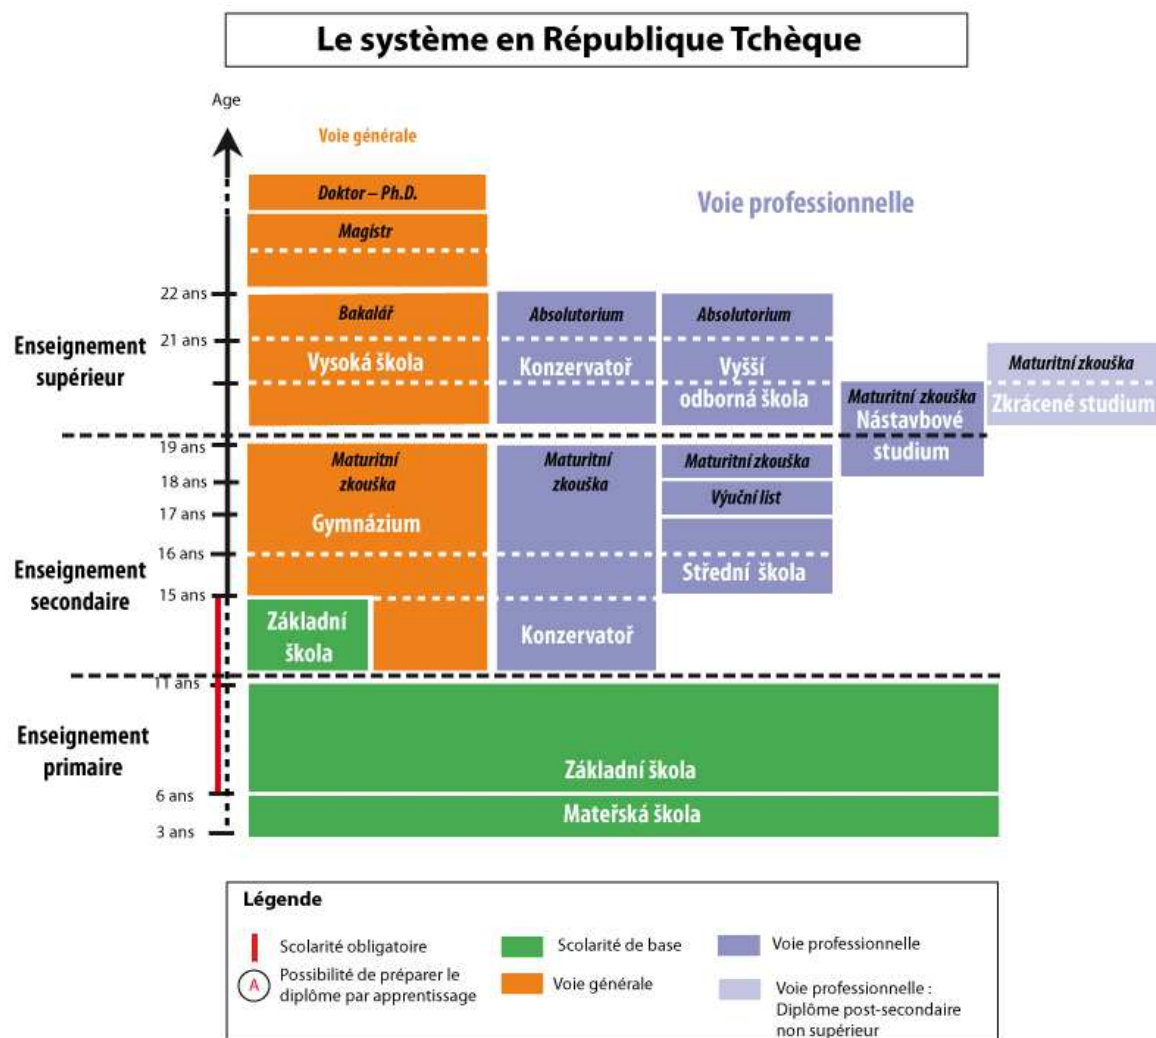 Le système en République Tchèque
Age
Voie générale
Voie professionnelle
Doktor – Ph.D.
Magistr
22 ans
Bakalář
Absolutorium
Absolutorium
21 ans
Enseignement
supérieur
Vysoká škola
Konzervatoř
Vyšší
odborná škola
Maturitní zkouška
Nástavbové
studium
Maturitní zkouška
Zkrácené studium
19 ans
18 ans
17 ans
16 ans
15 ans
Enseignement
secondaire
Maturitní
zkouška
Gymnázium
Maturitní
zkouška
Konzervatoř
Maturitní zkouška
Výuční list
Střední škola
Základní
škola
11 ans
Enseignement
primaire
Základní škola
6 ans
Mateřská škola
3 ans
Légende
Scolarité obligatoire
A
Possibilité de préparer le
diplôme par apprentissage
Scolarité de base
Voie générale
Voie professionnelle
Voie professionnelle :
Diplôme post-secondaire
non supérieur